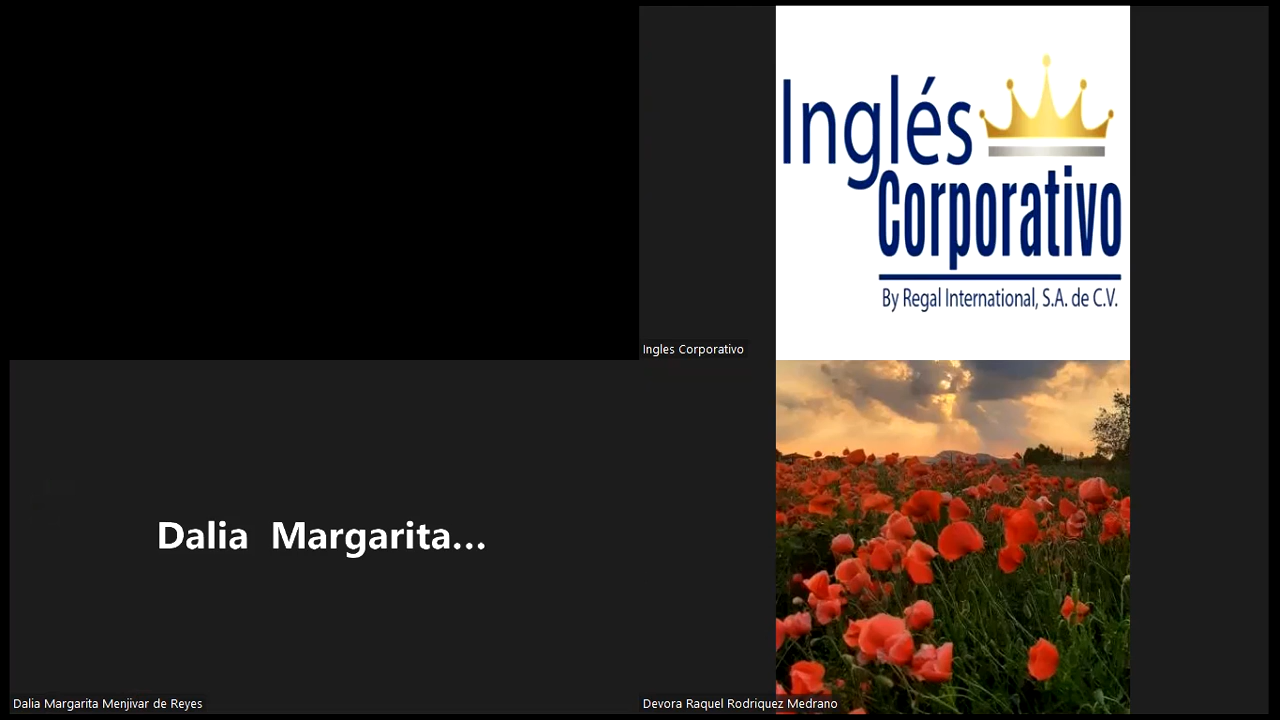 Inglés
Corporativo
By Regal International, S.A. de C.V.
Ingles Corporativo
Dalia Margarita...
Dalia Margarita Menjivar de Reyes
Devora Raquel Rodriquez Medrano